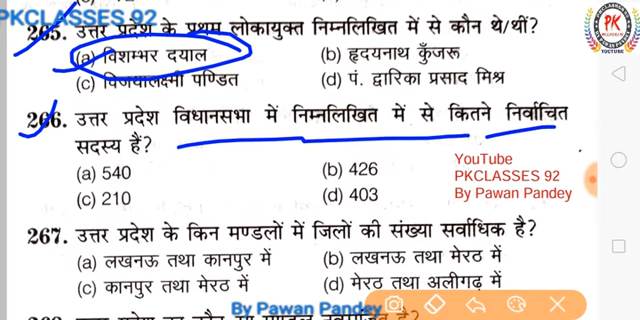 PKCLASSES 92
265. उत्तर प्रदेश के प्रथम लोकायुक्त निम्नलिखित में से कौन थे/थीं?
(a) विशम्भर दयाल (b) हृदयनाथ कुँजरू
(c) विजयालक्ष्मी पण्डित (d) पं. द्वारिका प्रसाद मिश्र
266. उत्तर प्रदेश विधानसभा में निम्नलिखित में से कितने निर्वाचित
सदस्य हैं?
(a) 540 (b) 426
(c) 210 (d) 403
YouTube
PKCLASSES 92
By Pawan Pandey
267. उत्तर प्रदेश के किन मण्डलों में जिलों की संख्या सर्वाधिक है?
(a) लखनऊ तथा कानपुर में (b) लखनऊ तथा मेरठ में
(c) कानपुर तथा मेरठ में (d) मेरठ तथा अलीगढ़ में
By Pawan Pandey
PK
YOUTUBE